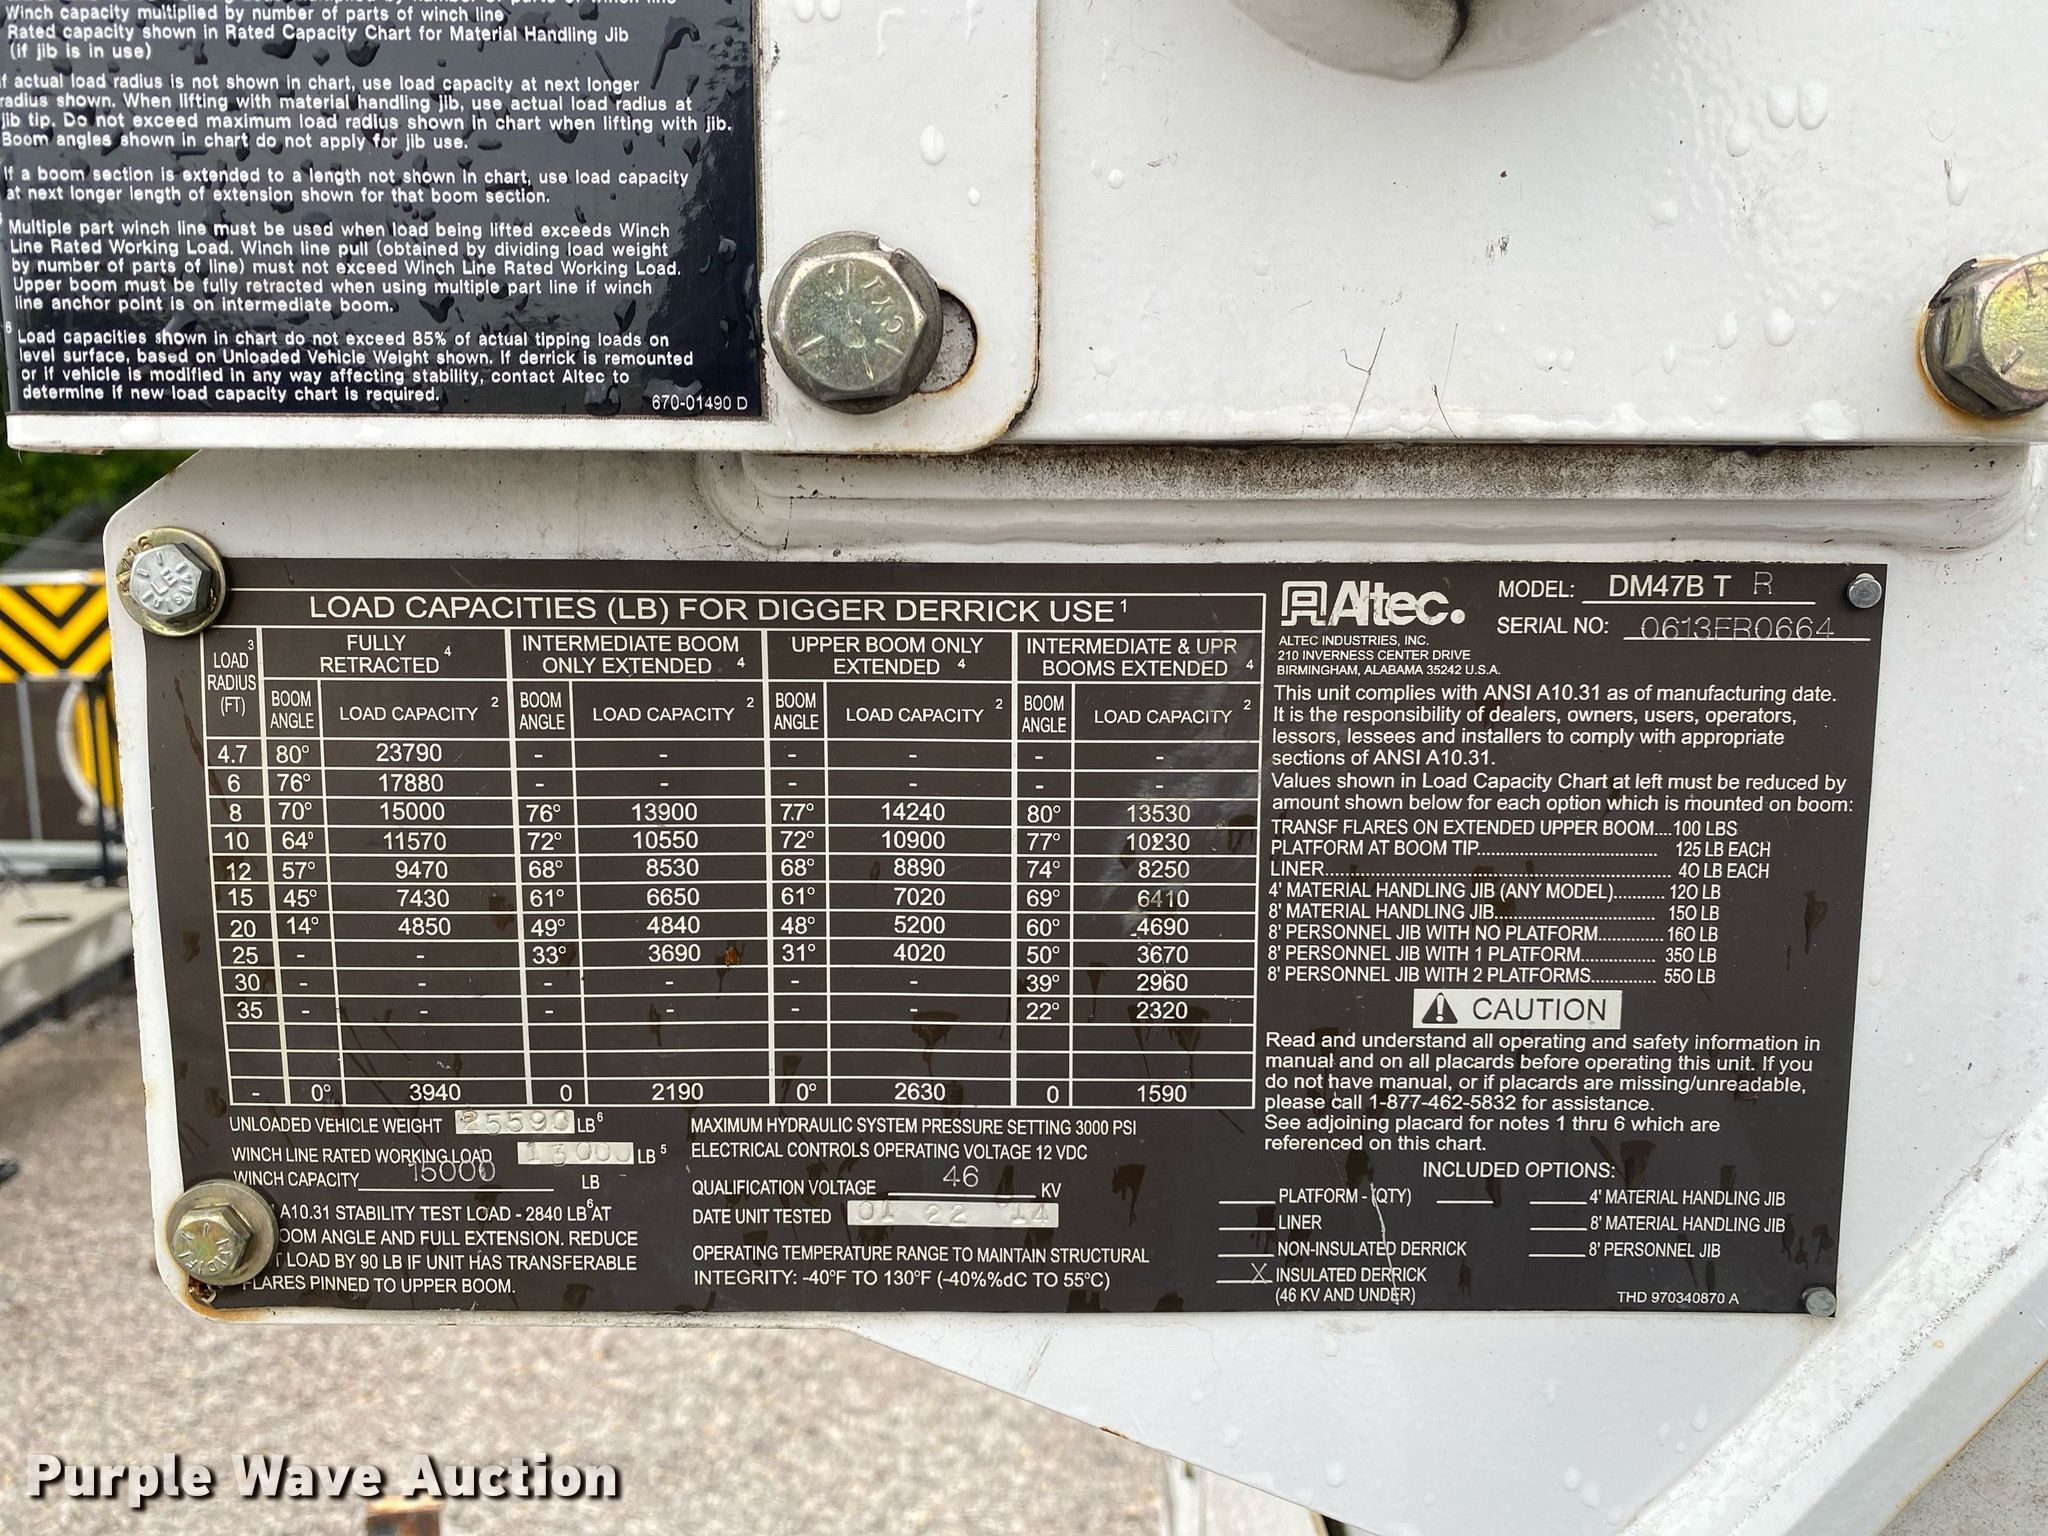 Winch capacity multiplied by number of parts of winch line
Rated capacity shown in Rated Capacity Chart for Material Handling Jib
(if jib is in use)
If actual load radius is not shown in chart, use load capacity at next longer
radius shown. When lifting with material handling jib, use actual load radius at
jib tip. Do not exceed maximum load radius shown in chart when lifting with jib.
Boom angles shown in chart do not apply for jib use.
If a boom section is extended to a length not shown in chart, use load capacity
at next longer length of extension shown for that boom section.
Multiple part winch line must be used when load being lifted exceeds Winch
Line Rated Working Load. Winch line pull (obtained by dividing load weight
by number of parts of line) must not exceed Winch Line Rated Working Load.
Upper boom must be fully retracted when using multiple part line if winch
line anchor point is on intermediate boom.
6 Load capacities shown in chart do not exceed 85% of actual tipping loads on
level surface, based on Unloaded Vehicle Weight shown. If derrick is remounted
or if vehicle is modified in any way affecting stability, contact Altec to
determine if new load capacity chart is required.
670-01490 D
LOAD CAPACITIES (LB) FOR DIGGER DERRICK USE 1
LOAD RADIUS (FT) 3 FULLY RETRACTED 4 INTERMEDIATE BOOM ONLY EXTENDED 4 UPPER BOOM ONLY EXTENDED 4 INTERMEDIATE & UPR BOOMS EXTENDED 4
BOOM ANGLE LOAD CAPACITY 2 BOOM ANGLE LOAD CAPACITY 2 BOOM ANGLE LOAD CAPACITY 2 BOOM ANGLE LOAD CAPACITY 2
4.7 80° 23790 - - - - - -
6 76° 17880 - - - - - -
8 70° 15000 76° 13900 77° 14240 80° 13530
10 64° 11570 72° 10550 72° 10900 77° 10230
12 57° 9470 68° 8530 68° 8890 74° 8250
15 45° 7430 61° 6650 61° 7020 69° 6410
20 14° 4850 49° 4840 48° 5200 60° 4690
25 - - 33° 3690 31° 4020 50° 3670
30 - - - - - - 39° 2960
35 - - - - - - 22° 2320
- 0° 3940 0 2190 0° 2630 0 1590
UNLOADED VEHICLE WEIGHT 25590 LB 6
WINCH LINE RATED WORKING LOAD 13000 LB 5
WINCH CAPACITY 15000 LB
A10.31 STABILITY TEST LOAD - 2840 LB 6 AT
OOM ANGLE AND FULL EXTENSION. REDUCE
LOAD BY 90 LB IF UNIT HAS TRANSFERABLE
FLARES PINNED TO UPPER BOOM.
MAXIMUM HYDRAULIC SYSTEM PRESSURE SETTING 3000 PSI
ELECTRICAL CONTROLS OPERATING VOLTAGE 12 VDC
QUALIFICATION VOLTAGE 46 KV
DATE UNIT TESTED 01 22 14
OPERATING TEMPERATURE RANGE TO MAINTAIN STRUCTURAL
INTEGRITY: -40°F TO 130°F (-40%%dC TO 55°C)
Altec.
ALTEC INDUSTRIES, INC.
210 INVERNESS CENTER DRIVE
BIRMINGHAM, ALABAMA 35242 U.S.A.
MODEL: DM47B T R
SERIAL NO: 0613FR0664
This unit complies with ANSI A10.31 as of manufacturing date.
It is the responsibility of dealers, owners, users, operators,
lessors, lessees and installers to comply with appropriate
sections of ANSI A10.31.
Values shown in Load Capacity Chart at left must be reduced by
amount shown below for each option which is mounted on boom:
TRANSF FLARES ON EXTENDED UPPER BOOM....100 LBS
PLATFORM AT BOOM TIP.................................... 125 LB EACH
LINER.................................................................. 40 LB EACH
4' MATERIAL HANDLING JIB (ANY MODEL)........... 120 LB
8' MATERIAL HANDLING JIB................................ 150 LB
8' PERSONNEL JIB WITH NO PLATFORM............. 160 LB
8' PERSONNEL JIB WITH 1 PLATFORM............... 350 LB
8' PERSONNEL JIB WITH 2 PLATFORMS............. 550 LB
CAUTION
Read and understand all operating and safety information in
manual and on all placards before operating this unit. If you
do not have manual, or if placards are missing/unreadable,
please call 1-877-462-5832 for assistance.
See adjoining placard for notes 1 thru 6 which are
referenced on this chart.
INCLUDED OPTIONS:
PLATFORM - (QTY)
LINER
NON-INSULATED DERRICK
X INSULATED DERRICK
(46 KV AND UNDER)
4' MATERIAL HANDLING JIB
8' MATERIAL HANDLING JIB
8' PERSONNEL JIB
THD 970340870 A
Purple Wave Auction